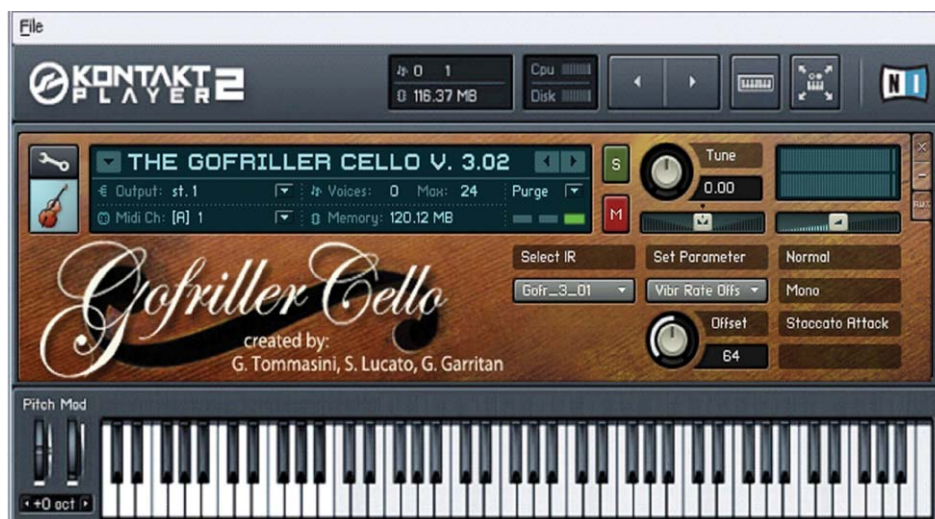 File
KONTAKT
PLAYER 2
0 1
116.37 MB
Cpu
Disk
NI
THE GOFRILLER CELLO V. 3.02
Output: st.1 Voices: 0 Max: 24 Purge
Midi Ch: [A] 1 Memory: 120.12 MB
S
M
Tune
0.00
AUX
Gofriller Cello
created by:
G. Tommasini, S. Lucato, G. Garritan
Select IR Set Parameter Normal
Gofr_3_01 Vibr Rate Offs Mono
Offset Staccato Attack
64
Pitch Mod
+0 oct